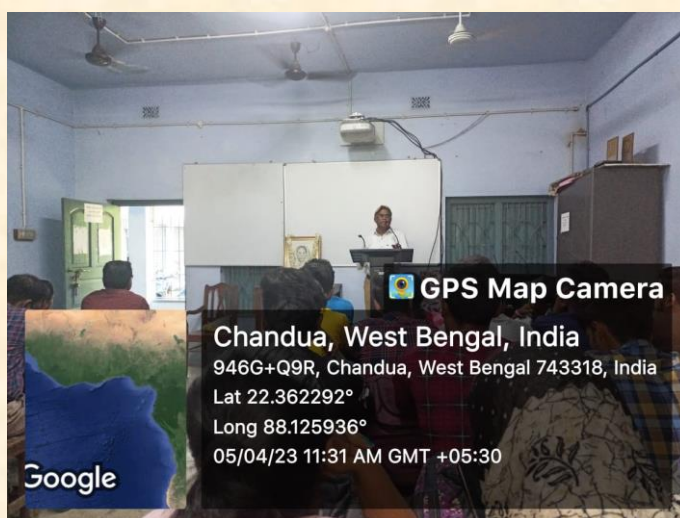 GPS Map Camera
Chandua, West Bengal, India
946G+Q9R, Chandua, West Bengal 743318, India
Lat 22.362292°
Long 88.125936°
05/04/23 11:31 AM GMT +05:30
Google